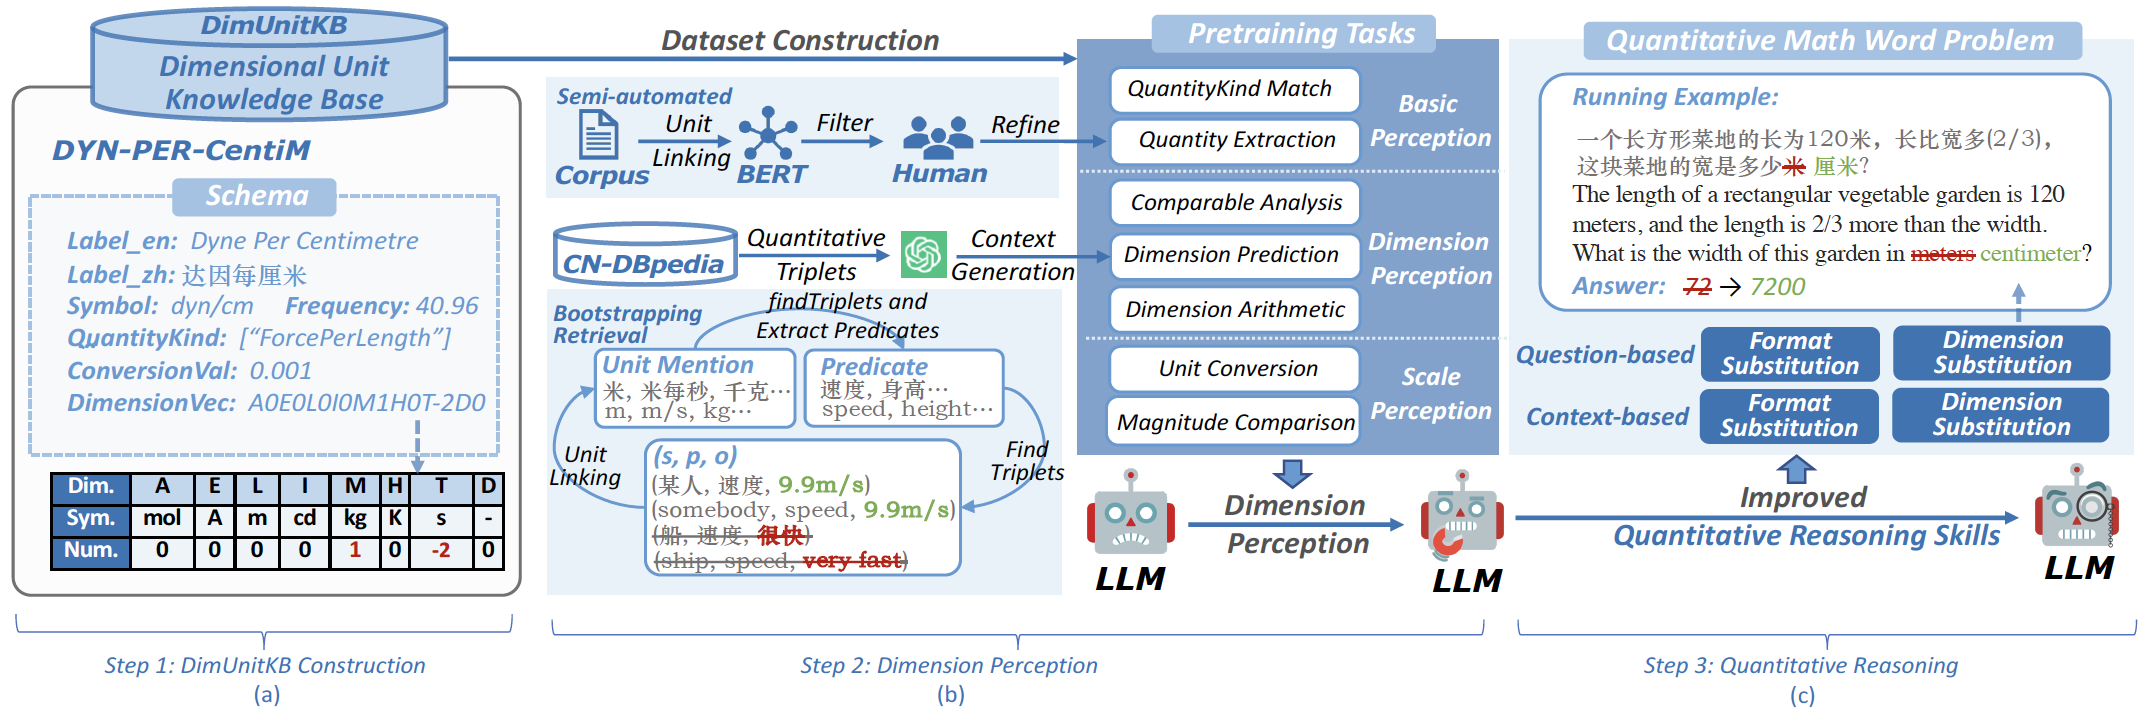 DimUnitKB
Dimensional Unit
Knowledge Base
DYN-PER-CentiM
Schema
Label_en: Dyne Per Centimetre
Label_zh: 达因每厘米
Symbol: dyn/cm Frequency: 40.96
QuantityKind: [“ForcePerLength”]
ConversionVal: 0.001
DimensionVec: A0E0L0I0M1H0T-2D0
Dim. A E L I M H T D
Sym. mol A m cd kg K s -
Num. 0 0 0 0 1 0 -2 0
Step 1: DimUnitKB Construction
(a)
Dataset Construction
Semi-automated
Corpus
Unit
Linking
BERT
Filter
Human
Refine
CN-DBpedia
Quantitative
Triplets
Context
Generation
Bootstrapping
Retrieval
findTriplets and
Extract Predicates
Unit Mention
米, 米每秒, 千克…
m, m/s, kg…
Predicate
速度, 身高…
speed, height…
Unit
Linking
Find
Triplets
(s, p, o)
(某人, 速度, 9.9m/s)
(somebody, speed, 9.9m/s)
(船, 速度, 很快)
(ship, speed, very fast)
Pretraining Tasks
QuantityKind Match
Quantity Extraction
Basic
Perception
Comparable Analysis
Dimension Prediction
Dimension Arithmetic
Dimension
Perception
Unit Conversion
Magnitude Comparison
Scale
Perception
LLM
Dimension
Perception
LLM
Step 2: Dimension Perception
(b)
Quantitative Math Word Problem
Running Example:
一个长方形菜地的长为120米，长比宽多(2/3)，
这块菜地的宽是多少米 厘米?
The length of a rectangular vegetable garden is 120
meters, and the length is 2/3 more than the width.
What is the width of this garden in meters centimeter?
Answer: 72 → 7200
Question-based
Format
Substitution
Dimension
Substitution
Context-based
Format
Substitution
Dimension
Substitution
Improved
Quantitative Reasoning Skills
LLM
Step 3: Quantitative Reasoning
(c)